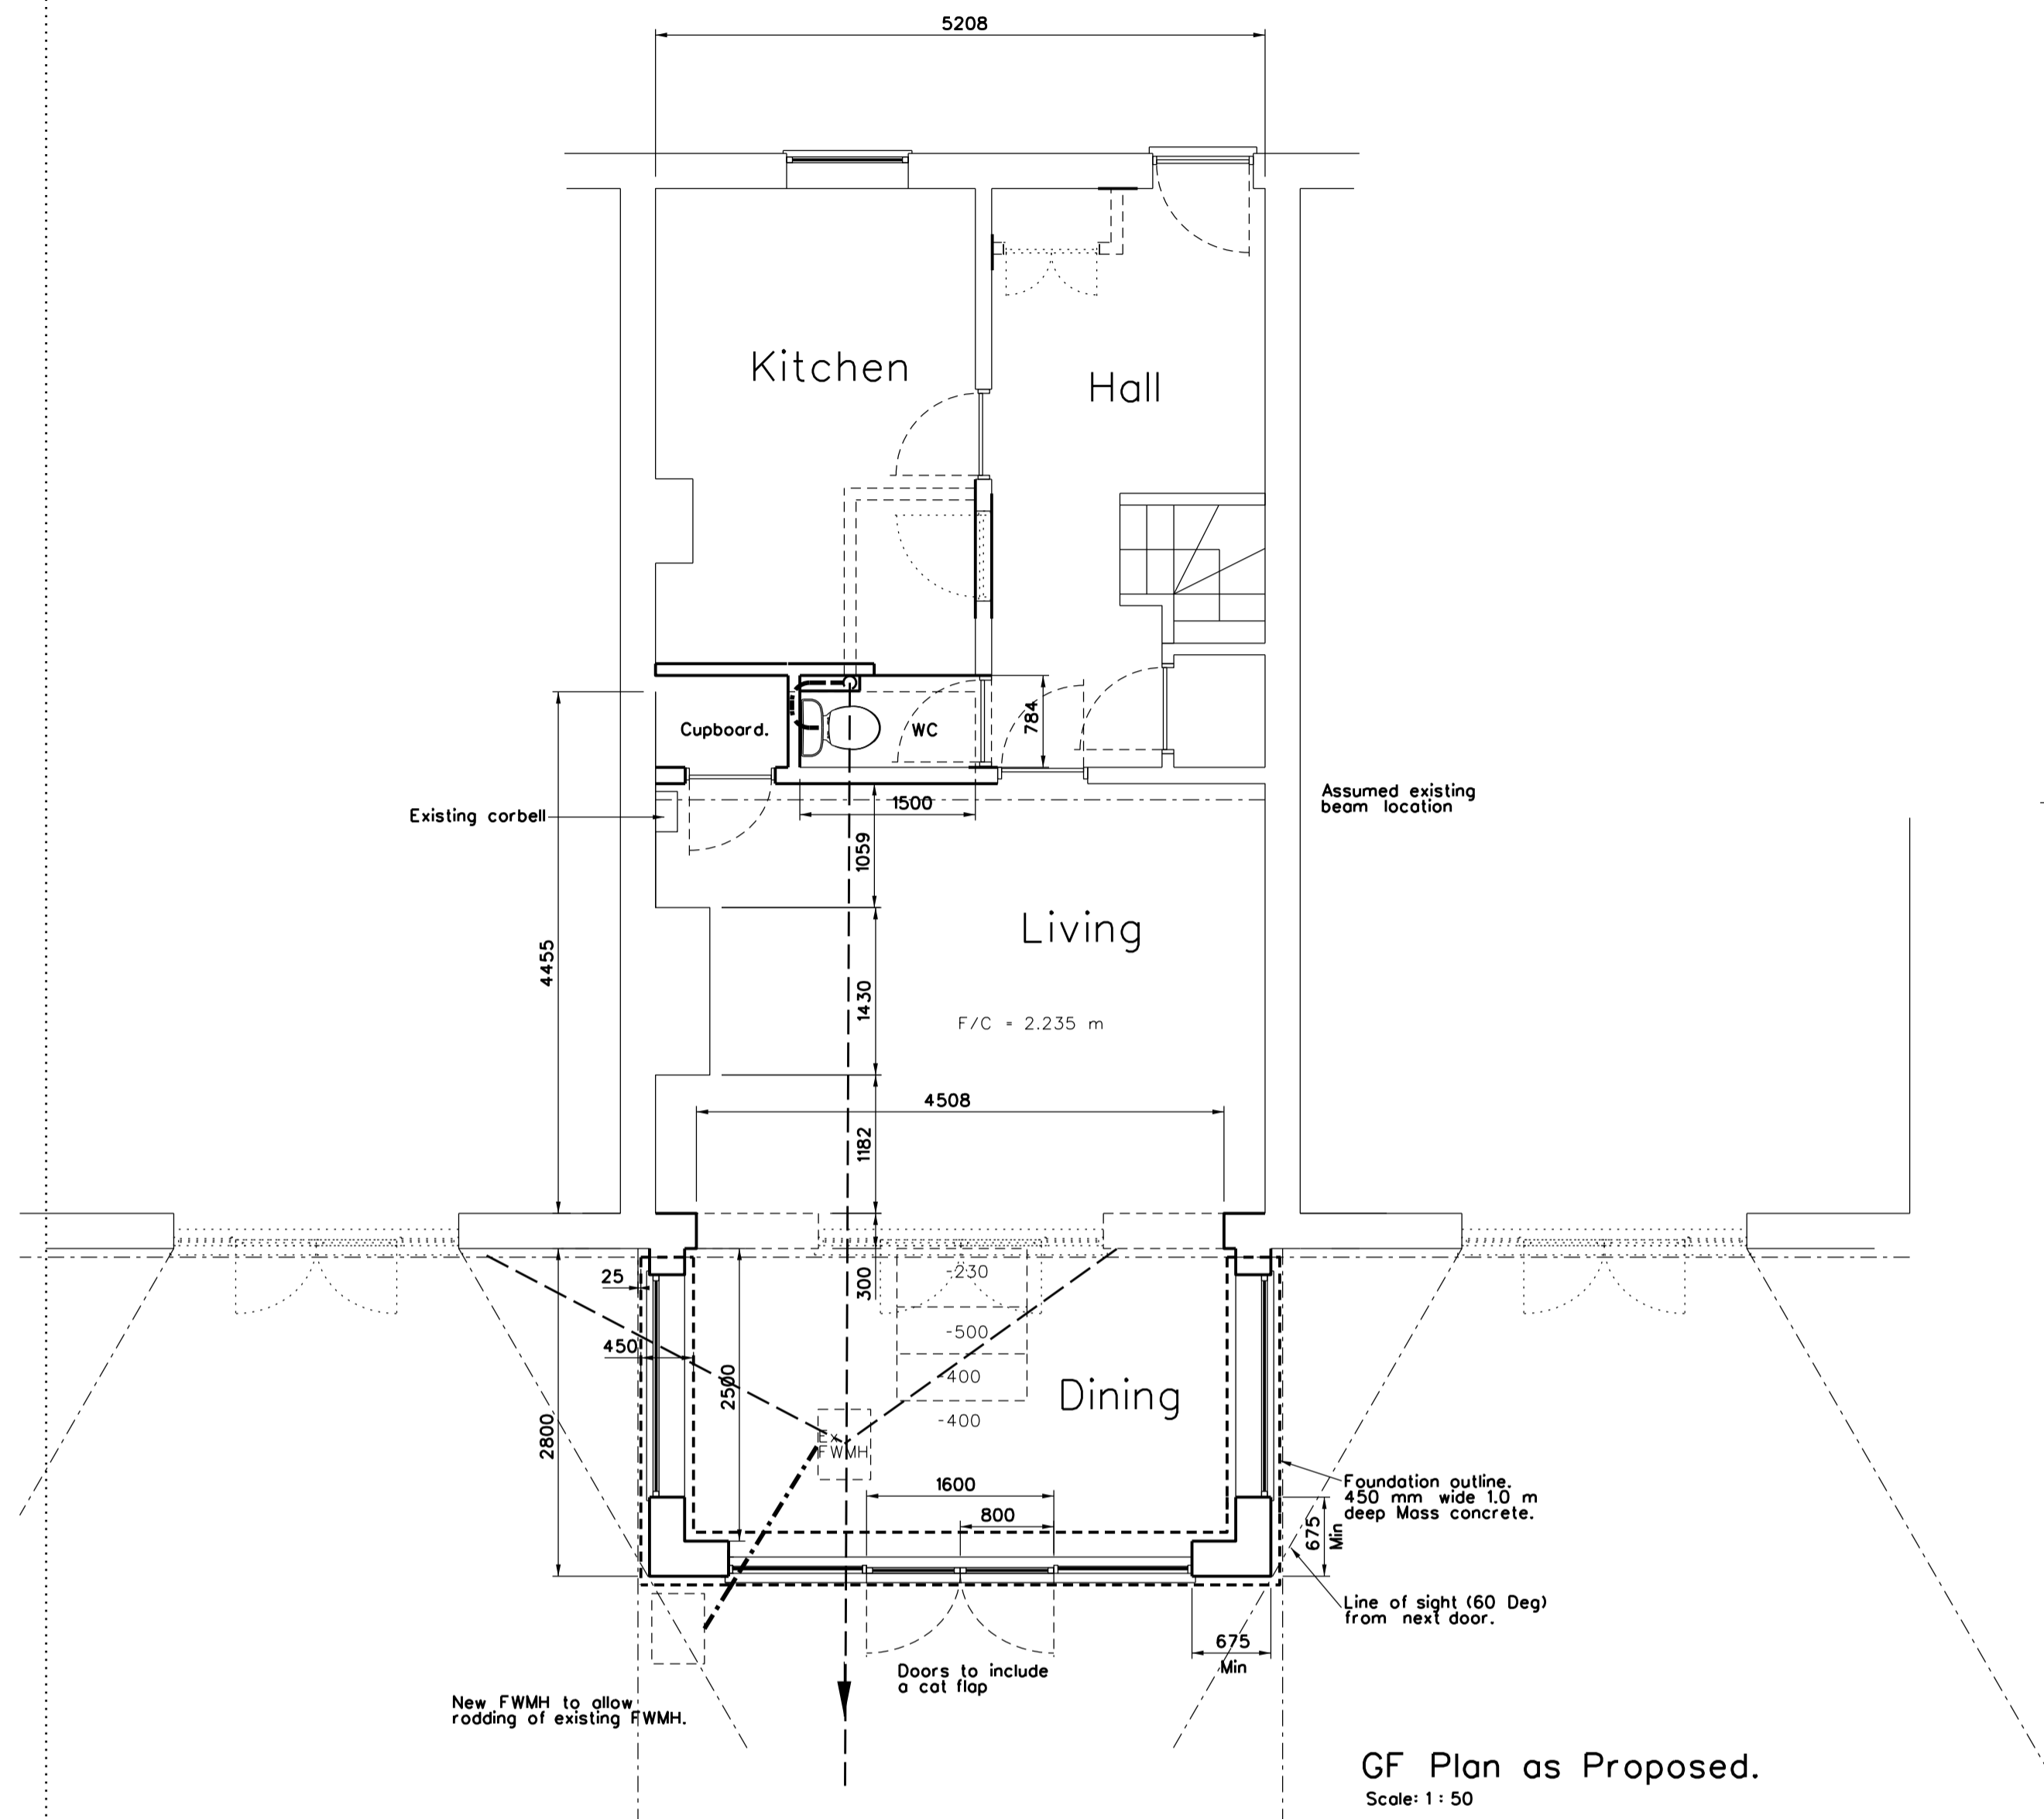 5208
Kitchen
Hall
Cupboard.
WC
784
1500
Existing corbell
Assumed existing
beam location
1059
4455
Living
1430
F/C = 2.235 m
4508
1182
25
300
-230
-500
450
2500
-400
-400
Dining
2800
Ex
FWMH
1600
800
Foundation outline.
450 mm wide 1.0 m
deep Mass concrete.
675
Min
Line of sight (60 Deg)
from next door.
675
Min
Doors to include
a cat flap
New FWMH to allow
rodding of existing FWMH.
GF Plan as Proposed.
Scale: 1 : 50